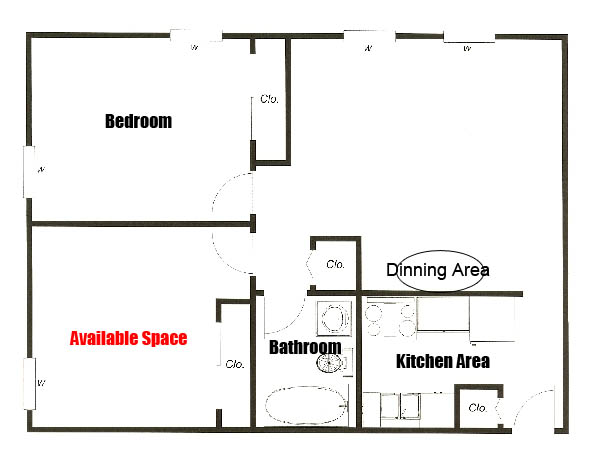 w
w
w
Clo.
Bedroom
w
Clo.
Dinning Area
Available Space
Bathroom
Kitchen Area
Clo.
w
Clo.